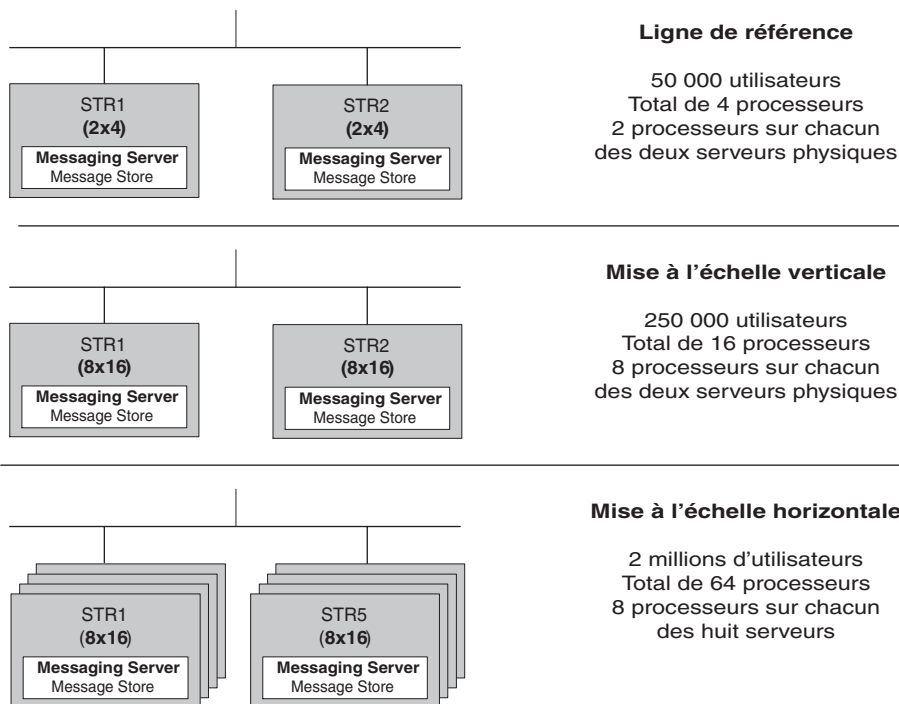 STR1
(2x4)
Messaging Server
Message Store
STR2
(2x4)
Messaging Server
Message Store
Ligne de référence
50 000 utilisateurs
Total de 4 processeurs
2 processeurs sur chacun
des deux serveurs physiques
STR1
(8x16)
Messaging Server
Message Store
STR2
(8x16)
Messaging Server
Message Store
Mise à l’échelle verticale
250 000 utilisateurs
Total de 16 processeurs
8 processeurs sur chacun
des deux serveurs physiques
STR1
(8x16)
Messaging Server
Message Store
STR5
(8x16)
Messaging Server
Message Store
Mise à l’échelle horizontale
2 millions d’utilisateurs
Total de 64 processeurs
8 processeurs sur chacun
des huit serveurs